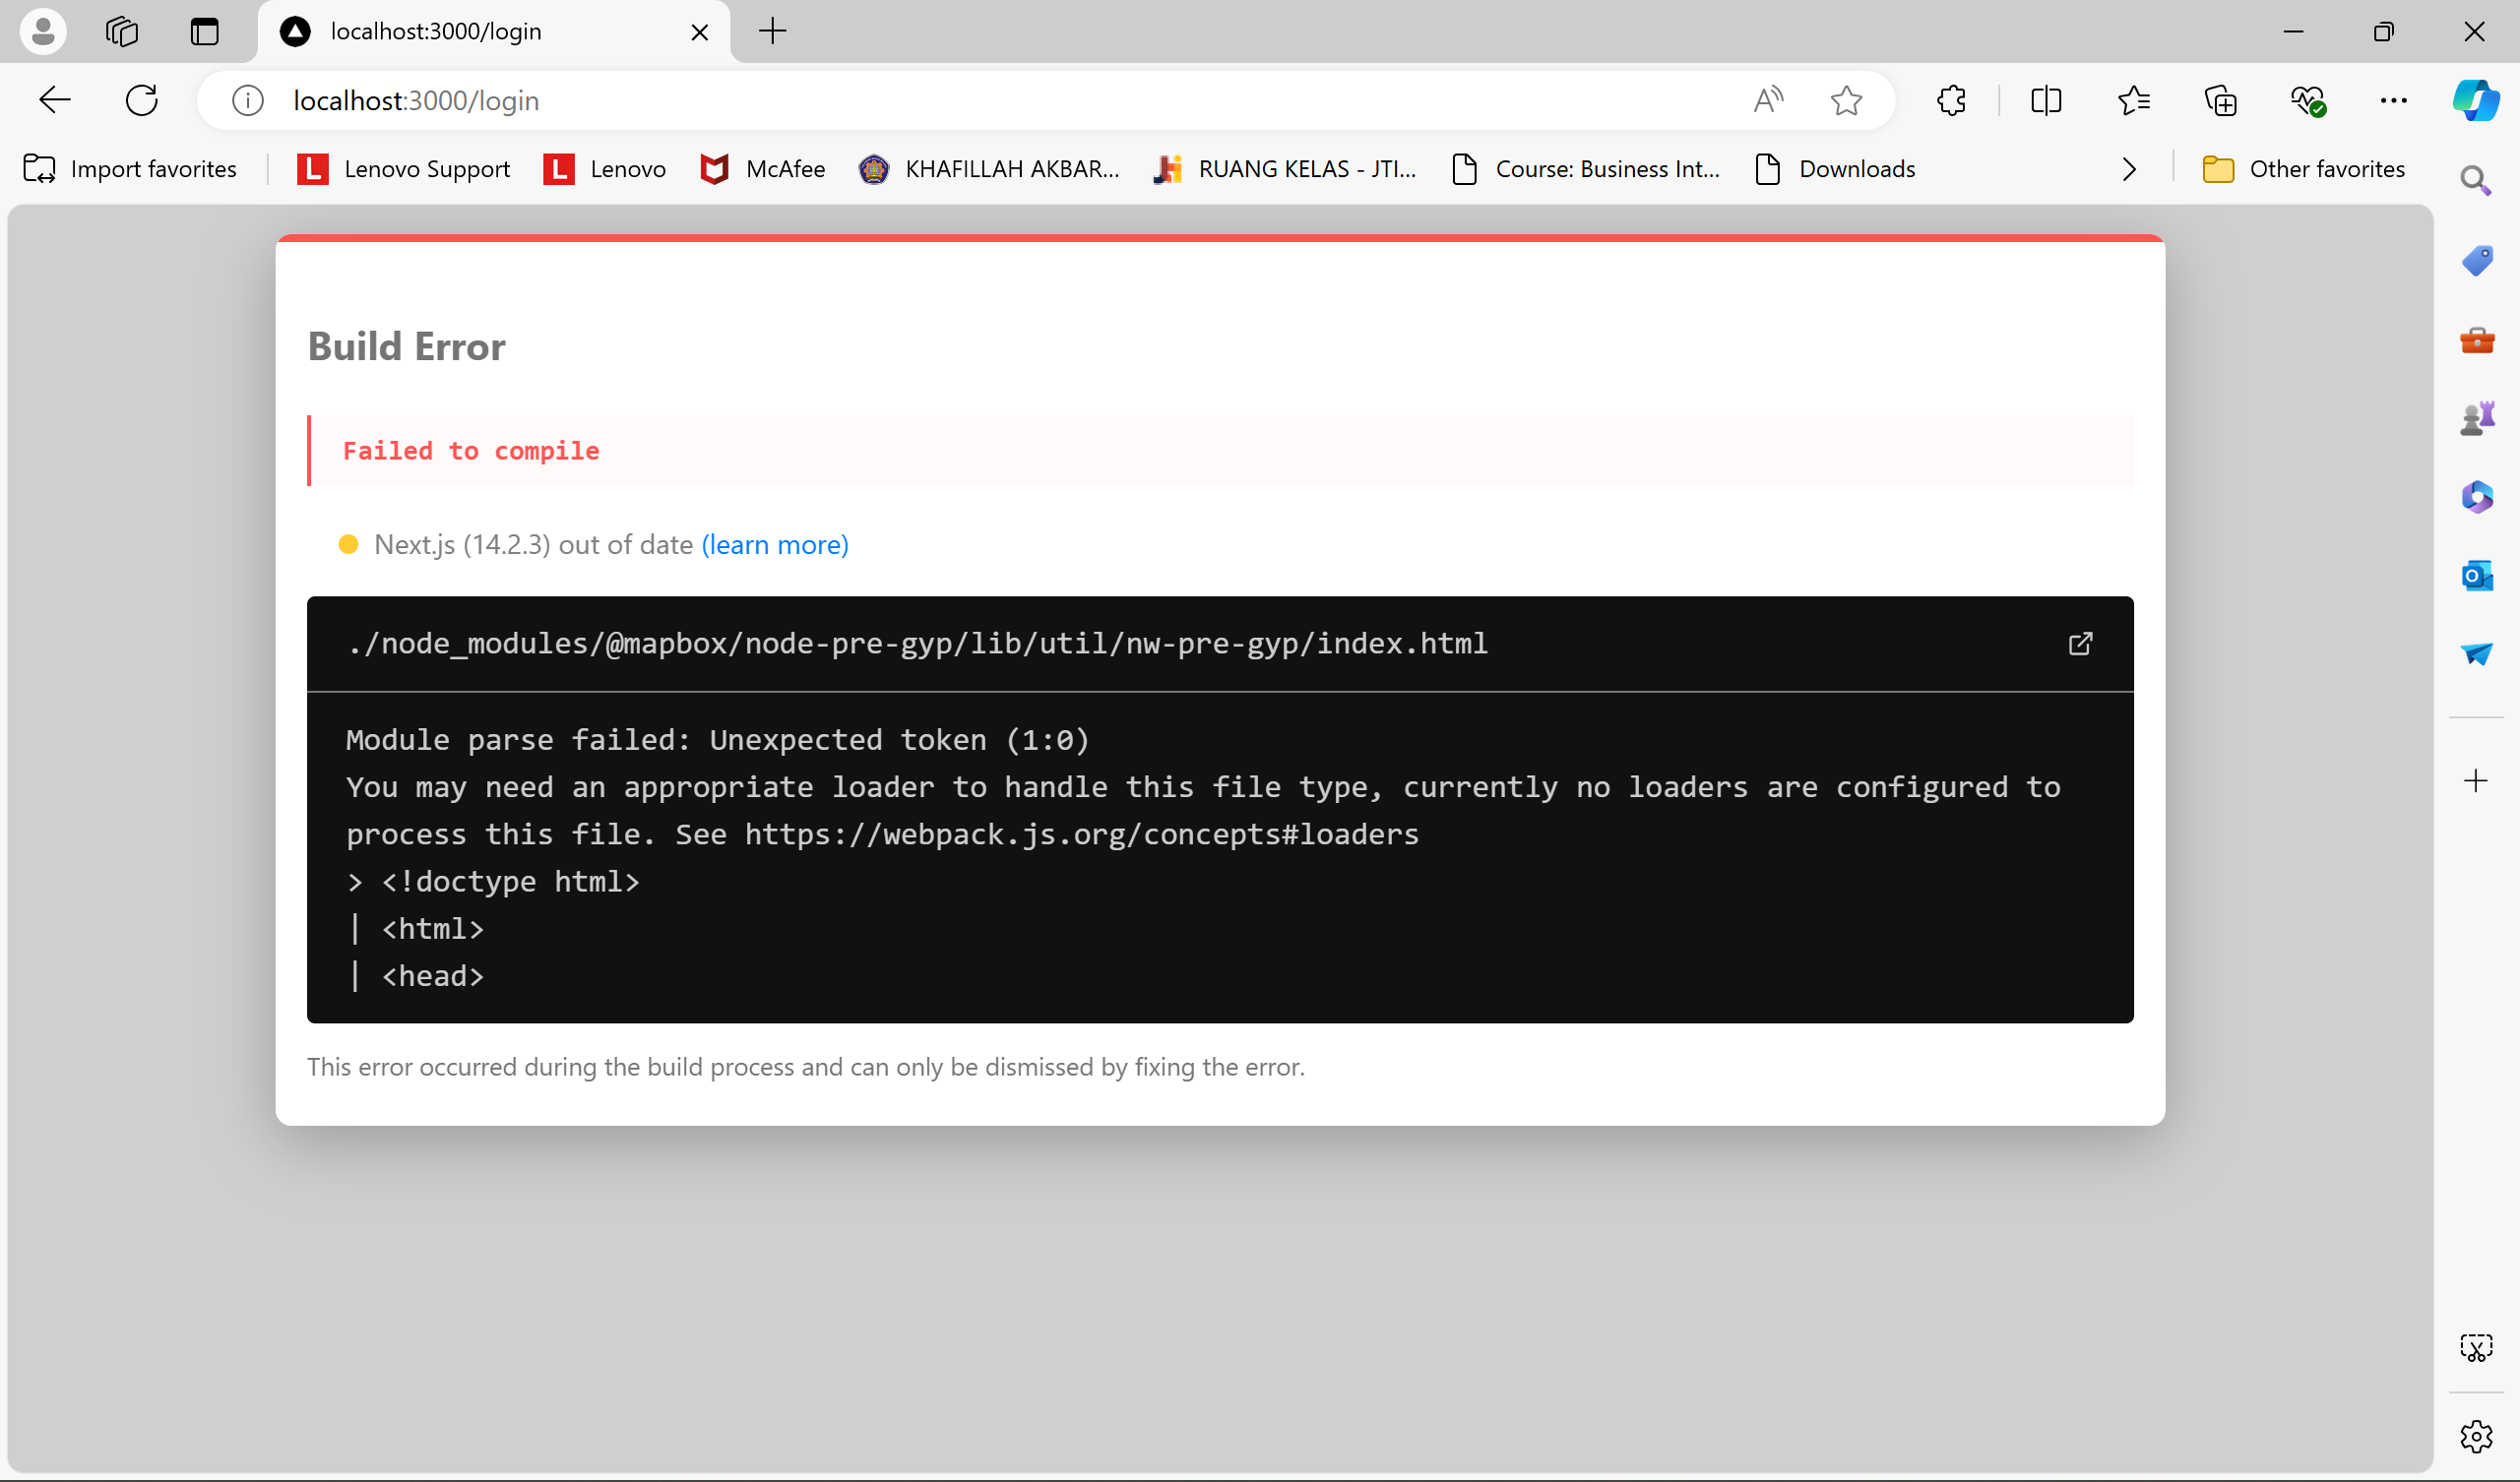 localhost:3000/login
localhost:3000/login
Import favorites
L Lenovo Support
L Lenovo
McAfee
KHAFILLAH AKBAR...
RUANG KELAS - JTI...
Course: Business Int...
Downloads
Other favorites
Build Error
Failed to compile
Next.js (14.2.3) out of date (learn more)
./node_modules/@mapbox/node-pre-gyp/lib/util/nw-pre-gyp/index.html
Module parse failed: Unexpected token (1:0)
You may need an appropriate loader to handle this file type, currently no loaders are configured to
process this file. See https://webpack.js.org/concepts#loaders
> <!doctype html>
| <html>
| <head>
This error occurred during the build process and can only be dismissed by fixing the error.